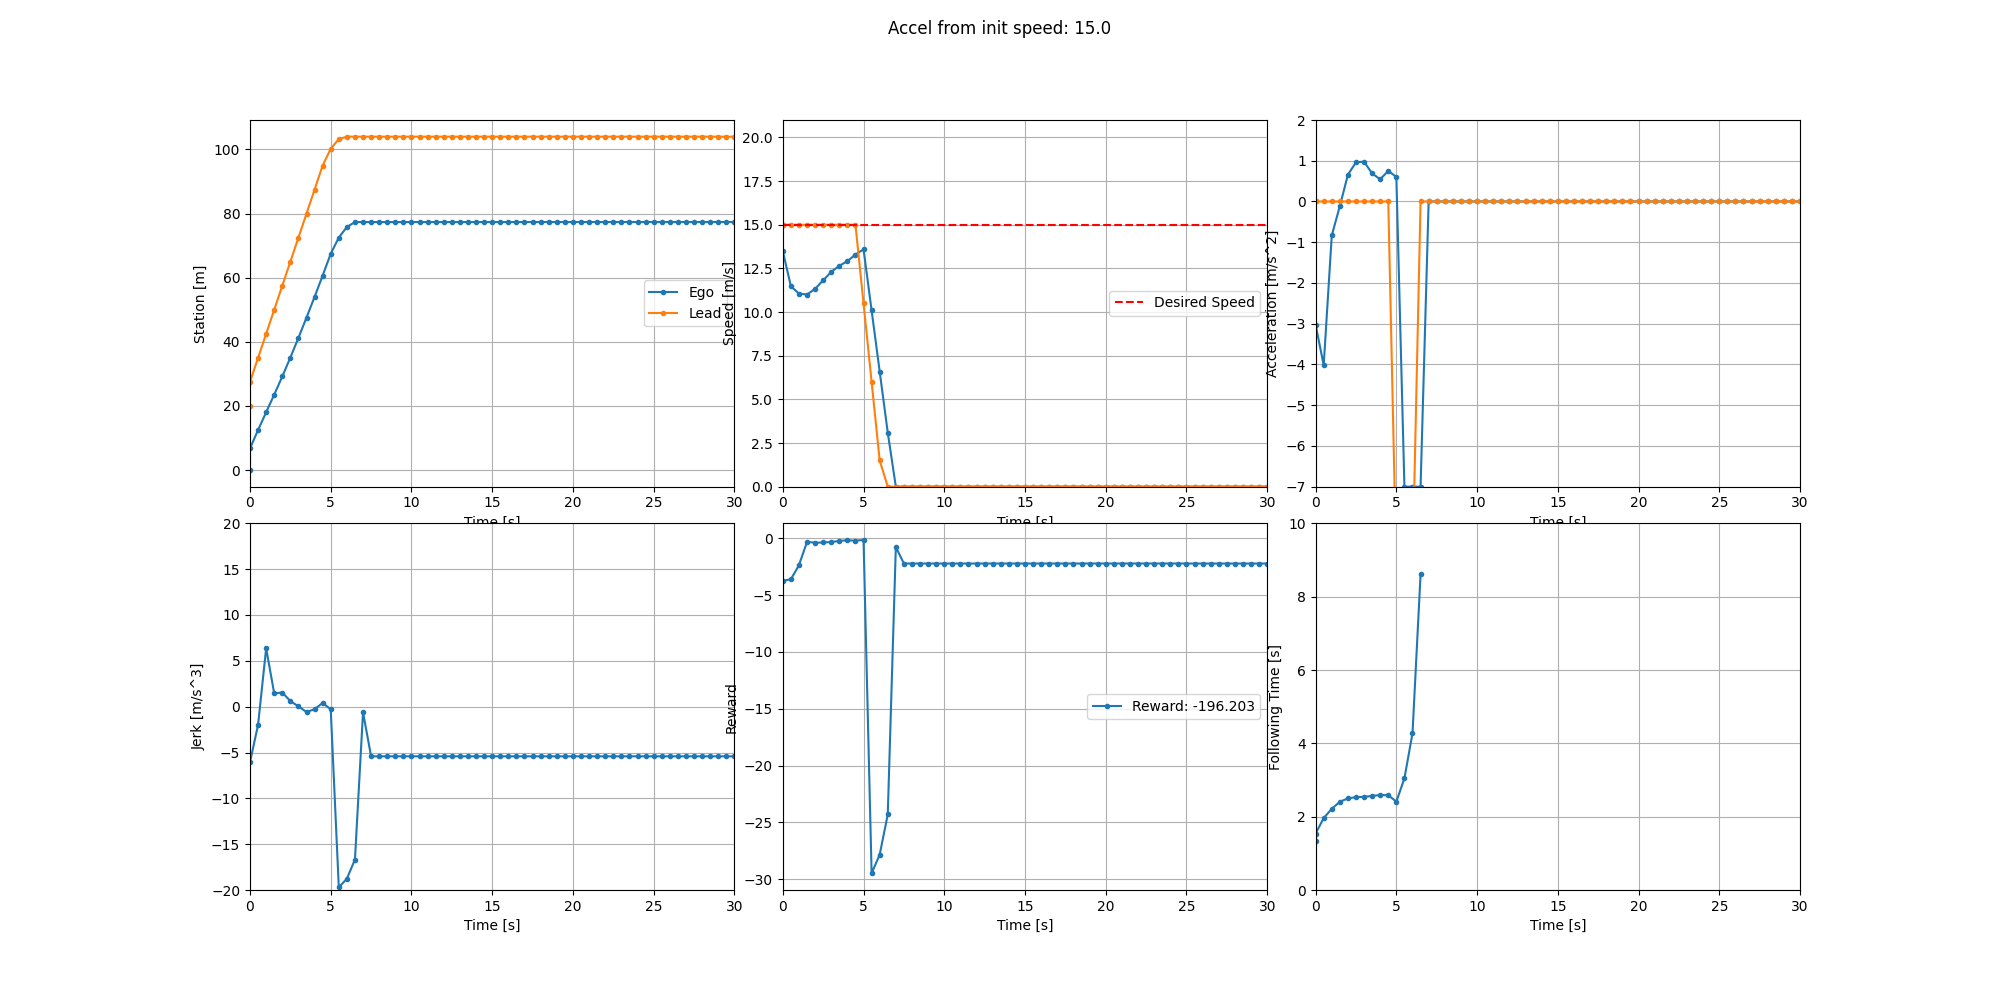 Accel from init speed: 15.0
Station [m]
100
80
60
40
20
0
0 5 10 15 20 25 30
Time [s]
Ego
Lead
Speed [m/s]
20.0
17.5
15.0
12.5
10.0
7.5
5.0
2.5
0.0
0 5 10 15 20 25 30
Time [s]
Desired Speed
Acceleration [m/s^2]
2
1
0
−1
−2
−3
−4
−5
−6
−7
0 5 10 15 20 25 30
Time [s]
Jerk [m/s^3]
20
15
10
5
0
−5
−10
−15
−20
0 5 10 15 20 25 30
Time [s]
Reward
0
−5
−10
−15
−20
−25
−30
0 5 10 15 20 25 30
Time [s]
Reward: -196.203
Following Time [s]
10
8
6
4
2
0
0 5 10 15 20 25 30
Time [s]